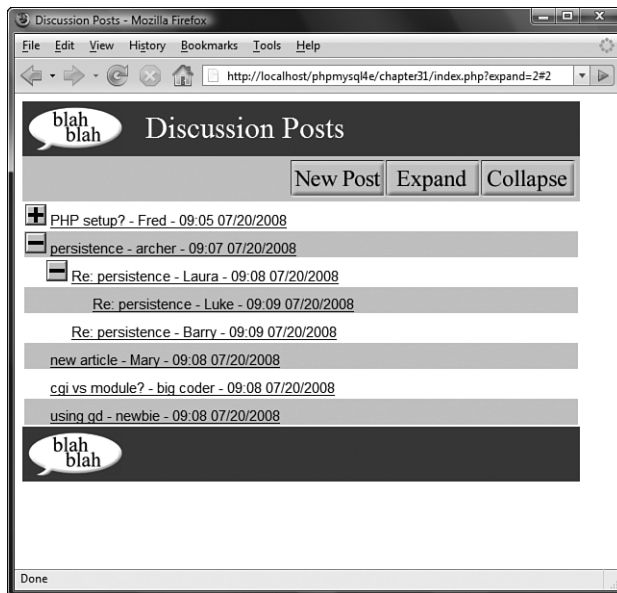 Discussion Posts - Mozilla Firefox
File Edit View History Bookmarks Tools Help
http://localhost/phpmysql4e/chapter31/index.php?expand=2#2
blah
blah
Discussion Posts
New Post Expand Collapse
PHP setup? - Fred - 09:05 07/20/2008
persistence - archer - 09:07 07/20/2008
Re: persistence - Laura - 09:08 07/20/2008
Re: persistence - Luke - 09:09 07/20/2008
Re: persistence - Barry - 09:09 07/20/2008
new article - Mary - 09:08 07/20/2008
cgi vs module? - big coder - 09:08 07/20/2008
using gd - newbie - 09:08 07/20/2008
blah
blah
Done